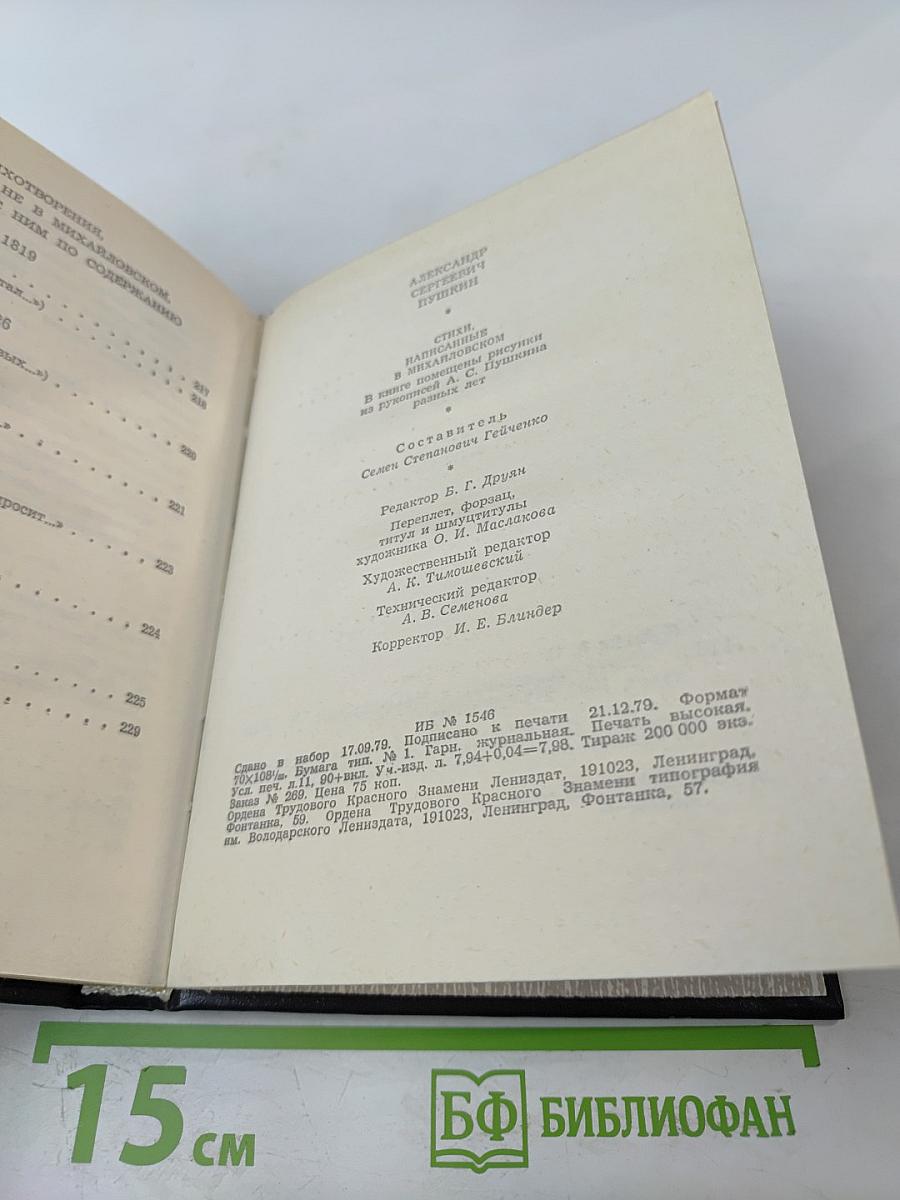 ИХОТВОРЕНИЯ,
НЕ В МИХАЙЛОВСКОМ,
С НИМ ПО СОДЕРЖАНИЮ
1819
тал...»)
217
218
26
вых...»)
220
221
просит...»
223
224
225
229
АЛЕКСАНДР
СЕРГЕЕВИЧ
ПУШКИН
*
СТИХИ,
НАПИСАННЫЕ
В МИХАЙЛОВСКОМ
В книге помещены рисунки
из рукописей А. С. Пушкина
разных лет
*
Составитель
Семен Степанович Гейченко
*
Редактор Б. Г. Друян
Переплет, форзац,
титул и шмуцтитулы
художника О. И. Маслакова
Художественный редактор
А. К. Тимошевский
Технический редактор
А. В. Семенова
Корректор И. Е. Блиндер
ИБ № 1546
Сдано в набор 17.09.79. Подписано к печати 21.12.79. Формат
70×108¹/₃₂. Бумага тип. № 1. Гарн. журнальная. Печать высокая.
Усл. печ. л.11, 90+вкл. Уч.-изд. л. 7,94+0,04=7,98. Тираж 200 000 экз.
Заказ № 269. Цена 75 коп.
Ордена Трудового Красного Знамени Лениздат, 191023, Ленинград,
Фонтанка, 59. Ордена Трудового Красного Знамени типография
им. Володарского Лениздата, 191023, Ленинград, Фонтанка, 57.
15 см
БФ БИБЛИОФАН